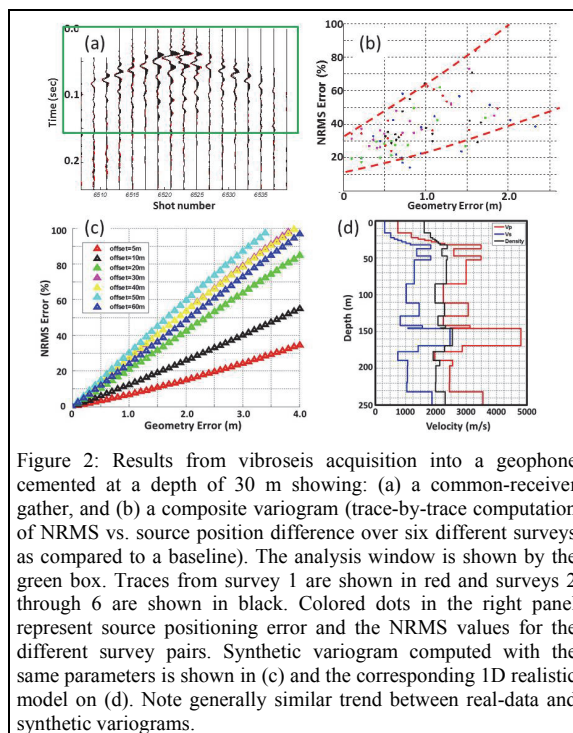 (a)
0.0
0.1
0.2
Time (sec)
6510 6515 6520 6525 6530 6535
Shot number
(b)
100
80
60
40
20
0
NRMS Error (%)
0 1.0 2.0
Geometry Error (m)
(c)
100
80
60
40
20
0
NRMS Error (%)
offset=5m
offset=10m
offset=20m
offset=30m
offset=40m
offset=50m
offset=60m
0 1.0 2.0 3.0 4.0
Geometry Error (m)
(d)
0
50
100
150
200
250
Depth (m)
Vp
Vs
Density
0 1000 2000 3000 4000 5000
Velocity (m/s)
Figure 2: Results from vibroseis acquisition into a geophone
cemented at a depth of 30 m showing: (a) a common-receiver
gather, and (b) a composite variogram (trace-by-trace computation
of NRMS vs. source position difference over six different surveys
as compared to a baseline). The analysis window is shown by the
green box. Traces from survey 1 are shown in red and surveys 2
through 6 are shown in black. Colored dots in the right panel
represent source positioning error and the NRMS values for the
different survey pairs. Synthetic variogram computed with the
same parameters is shown in (c) and the corresponding 1D realistic
model on (d). Note generally similar trend between real-data and
synthetic variograms.